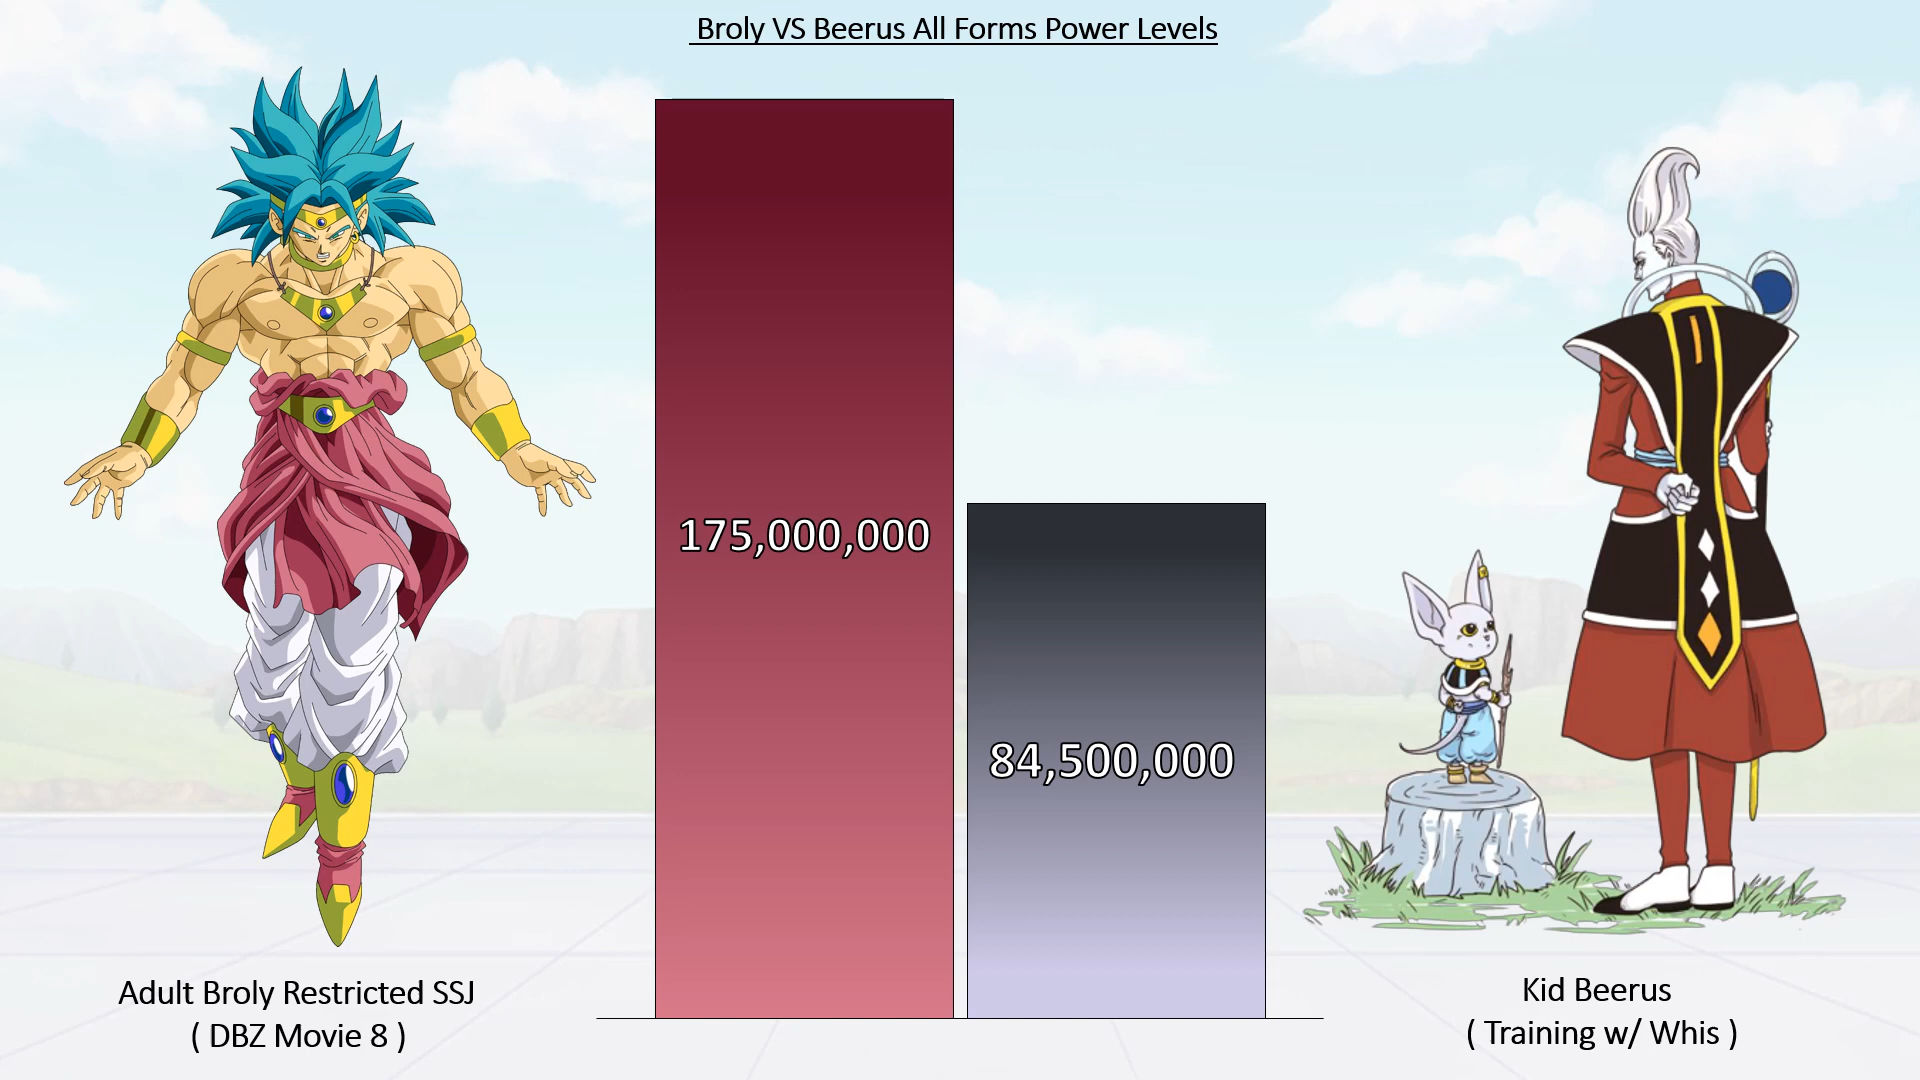 Broly VS Beerus All Forms Power Levels
175,000,000
84,500,000
Adult Broly Restricted SSJ
( DBZ Movie 8 )
Kid Beerus
( Training w/ Whis )